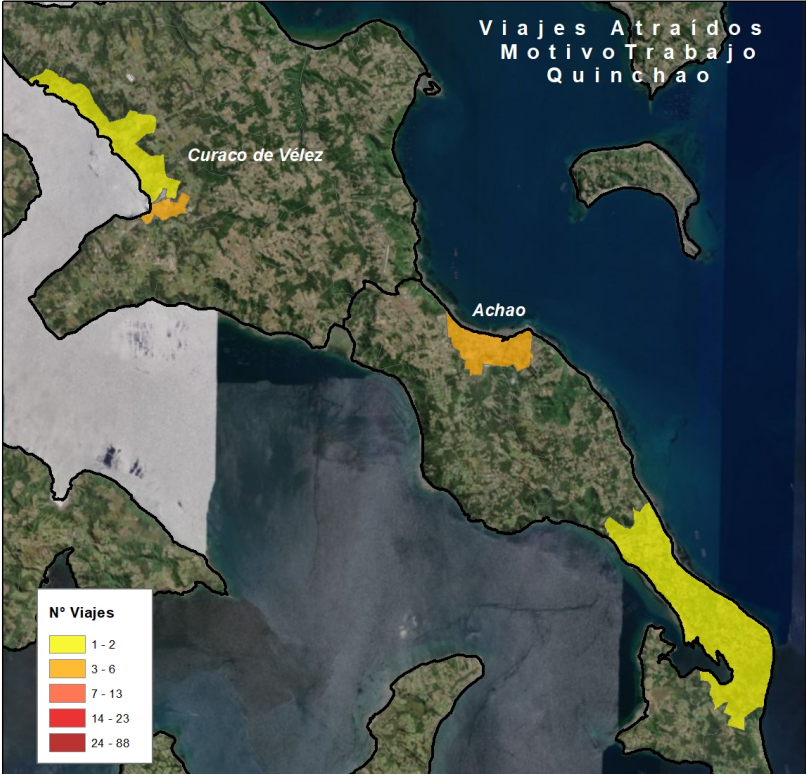 Viajes Atraídos
MotivoTrabajo
Quinchao
Curaco de Vélez
Achao
N° Viajes
1 - 2
3 - 6
7 - 13
14 - 23
24 - 88